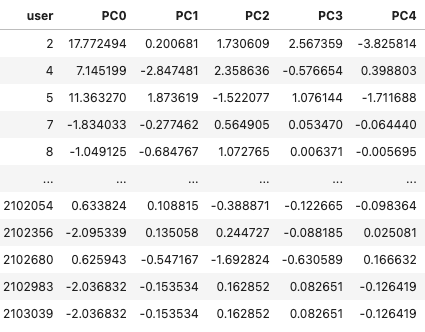 user PC0 PC1 PC2 PC3 PC4
2 17.772494 0.200681 1.730609 2.567359 -3.825814
4 7.145199 -2.847481 2.358636 -0.576654 0.398803
5 11.363270 1.873619 -1.522077 1.076144 -1.711688
7 -1.834033 -0.277462 0.564905 0.053470 -0.064440
8 -1.049125 -0.684767 1.072765 0.006371 -0.005695
... ... ... ... ... ...
2102054 0.633824 0.108815 -0.388871 -0.122665 -0.098364
2102356 -2.095339 0.135058 0.244727 -0.088185 0.025081
2102680 0.625943 -0.547167 -1.692824 -0.630589 0.166632
2102983 -2.036832 -0.153534 0.162852 0.082651 -0.126419
2103039 -2.036832 -0.153534 0.162852 0.082651 -0.126419